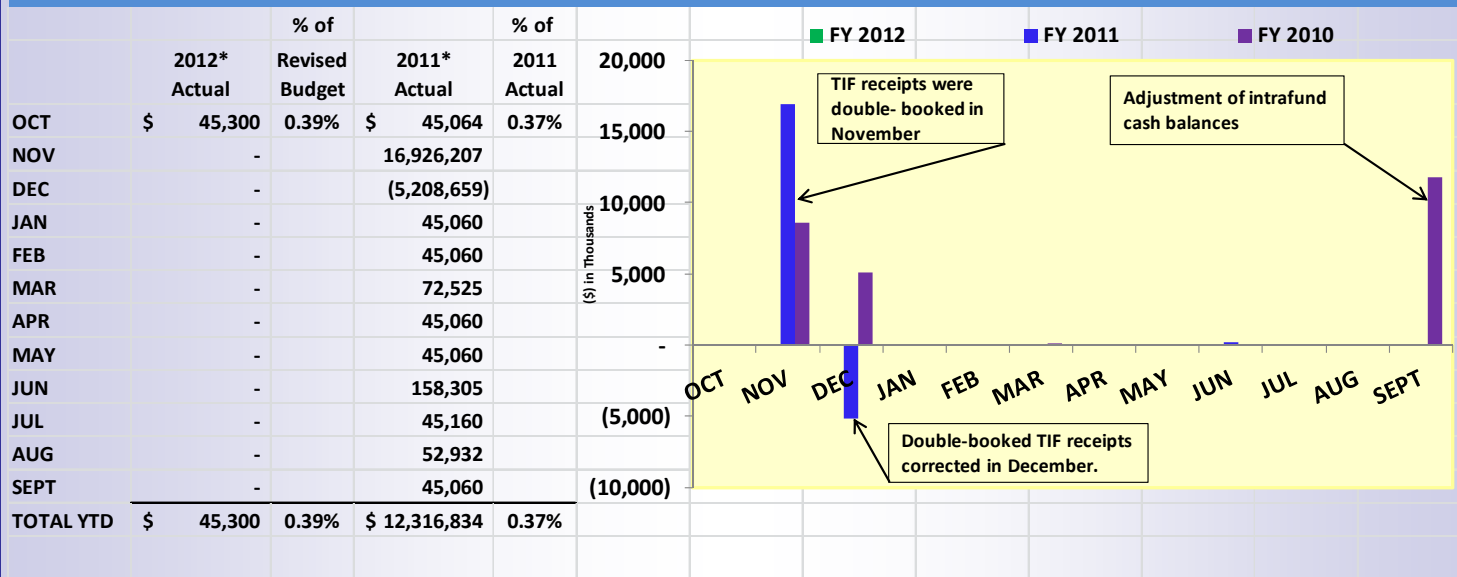 % of % of
2012* Revised 2011* 2011
Actual Budget Actual Actual
OCT $ 45,300 0.39% $ 45,064 0.37%
NOV - 16,926,207
DEC - (5,208,659)
JAN - 45,060
FEB - 45,060
MAR - 72,525
APR - 45,060
MAY - 45,060
JUN - 158,305
JUL - 45,160
AUG - 52,932
SEPT - 45,060
TOTAL YTD $ 45,300 0.39% $ 12,316,834 0.37%
FY 2012 FY 2011 FY 2010
20,000
15,000
10,000
5,000
-
(5,000)
(10,000)
($) in Thousands
TIF receipts were
double- booked in
November
Adjustment of intrafund
cash balances
OCT NOV DEC JAN FEB MAR APR MAY JUN JUL AUG SEPT
Double-booked TIF receipts
corrected in December.